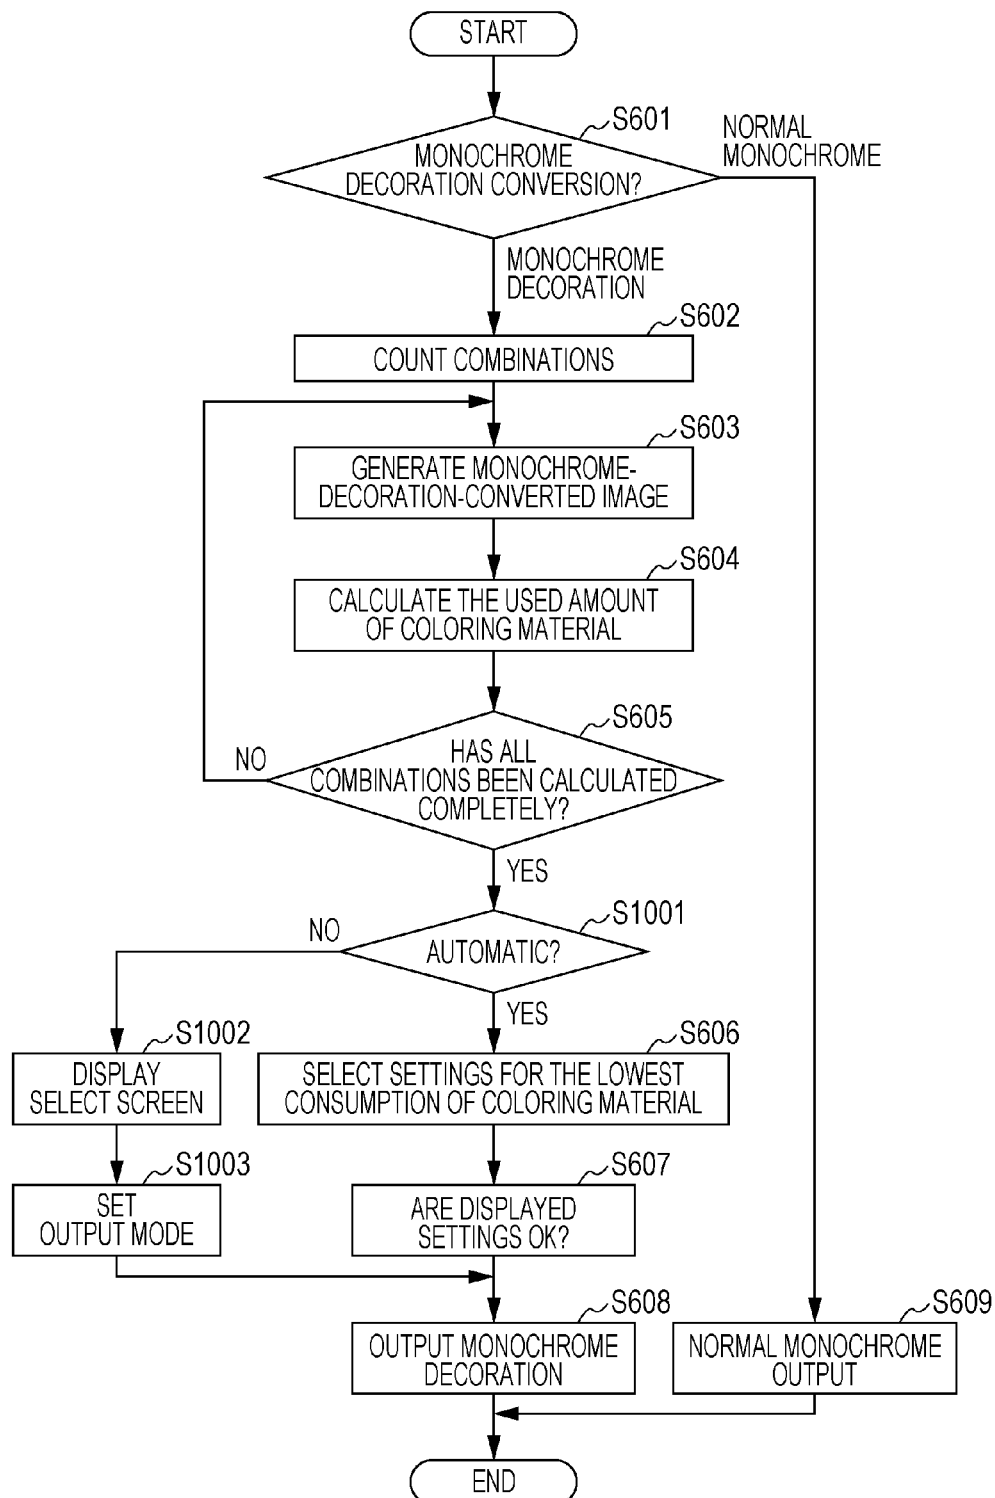 START
S601
MONOCHROME
DECORATION CONVERSION?
NORMAL
MONOCHROME
MONOCHROME
DECORATION
S602
COUNT COMBINATIONS
S603
GENERATE MONOCHROME-
DECORATION-CONVERTED IMAGE
S604
CALCULATE THE USED AMOUNT
OF COLORING MATERIAL
S605
HAS ALL
COMBINATIONS BEEN CALCULATED
COMPLETELY?
NO
YES
S1001
AUTOMATIC?
NO
YES
S1002
DISPLAY
SELECT SCREEN
S606
SELECT SETTINGS FOR THE LOWEST
CONSUMPTION OF COLORING MATERIAL
S1003
SET
OUTPUT MODE
S607
ARE DISPLAYED
SETTINGS OK?
S608
OUTPUT MONOCHROME
DECORATION
S609
NORMAL MONOCHROME
OUTPUT
END